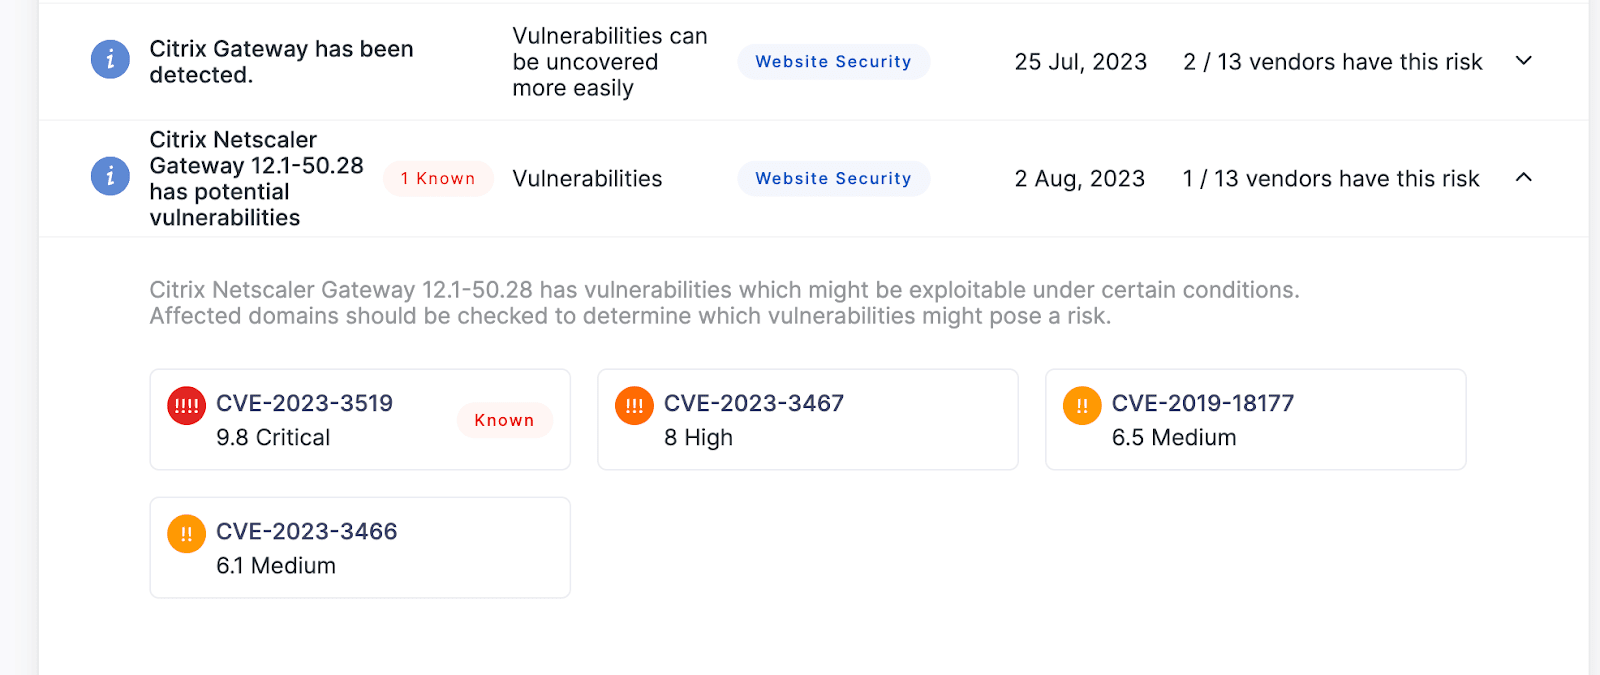 Citrix Gateway has been
detected.
Vulnerabilities can
be uncovered
more easily
Website Security
25 Jul, 2023
2 / 13 vendors have this risk
Citrix Netscaler
Gateway 12.1-50.28
has potential
vulnerabilities
1 Known
Vulnerabilities
Website Security
2 Aug, 2023
1 / 13 vendors have this risk
Citrix Netscaler Gateway 12.1-50.28 has vulnerabilities which might be exploitable under certain conditions.
Affected domains should be checked to determine which vulnerabilities might pose a risk.
!!!! CVE-2023-3519
9.8 Critical
Known
!!! CVE-2023-3467
8 High
!! CVE-2019-18177
6.5 Medium
!! CVE-2023-3466
6.1 Medium